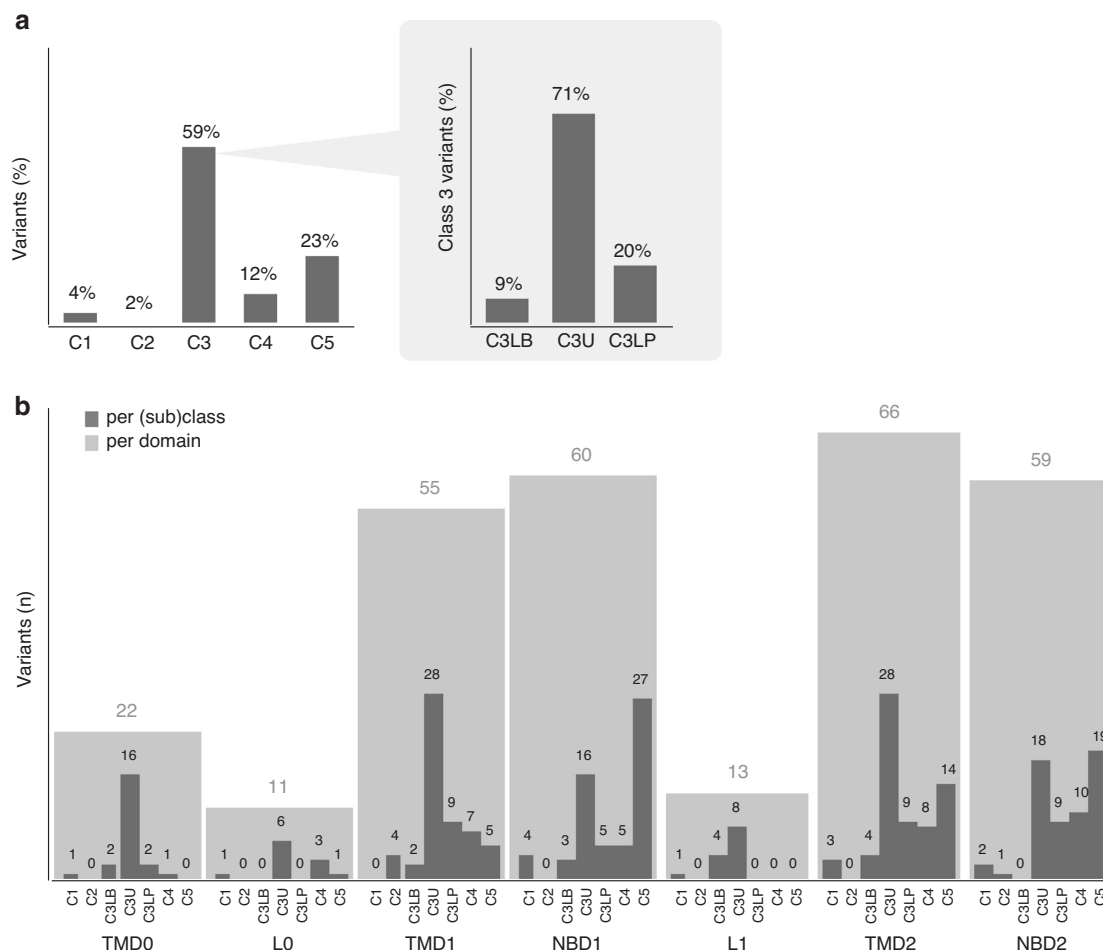 a
Variants (%)
4%
2%
59%
12%
23%
C1 C2 C3 C4 C5
Class 3 variants (%)
9%
71%
20%
C3LB C3U C3LP
b
per (sub)class
per domain
Variants (n)
22
11
55
60
13
66
59
1 0 2 16 2 1 0
1 0 0 6 0 3 1
0 4 2 28 9 7 5
4 0 3 16 5 5 27
1 0 4 8 0 0 0
3 0 4 28 9 8 14
2 1 0 18 9 10 19
C1 C2 C3LB C3U C3LP C4 C5
C1 C2 C3LB C3U C3LP C4 C5
C1 C2 C3LB C3U C3LP C4 C5
C1 C2 C3LB C3U C3LP C4 C5
C1 C2 C3LB C3U C3LP C4 C5
C1 C2 C3LB C3U C3LP C4 C5
C1 C2 C3LB C3U C3LP C4 C5
TMD0 L0 TMD1 NBD1 L1 TMD2 NBD2